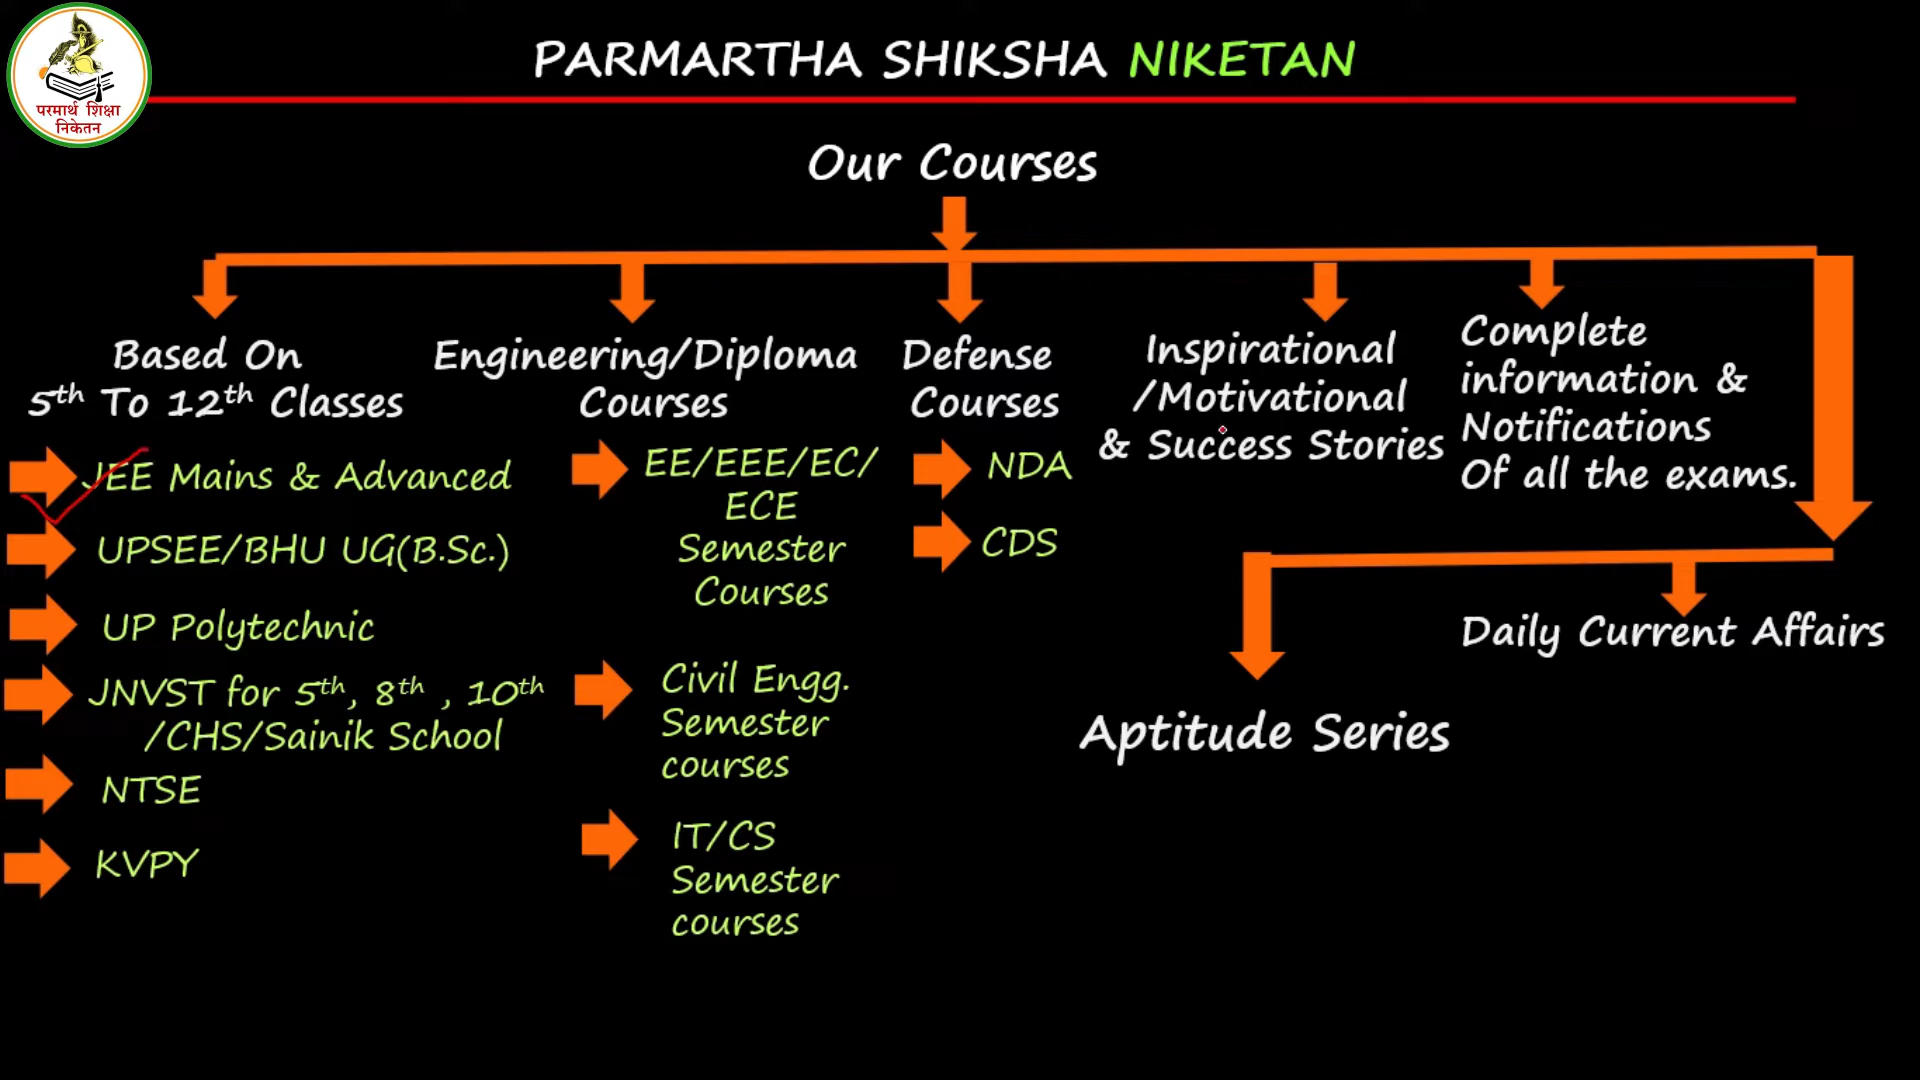 परमार्थ शिक्षा
निकेतन
PARMARTHA SHIKSHA NIKETAN
Our Courses
Based On
5th To 12th Classes
JEE Mains & Advanced
UPSEE/BHU UG(B.Sc.)
UP Polytechnic
JNVST for 5th, 8th , 10th
/CHS/Sainik School
NTSE
KVPY
Engineering/Diploma
Courses
EE/EEE/EC/
ECE
Semester
Courses
Civil Engg.
Semester
courses
IT/CS
Semester
courses
Defense
Courses
NDA
CDS
Inspirational
/Motivational
& Success Stories
Complete
information &
Notifications
Of all the exams.
Daily Current Affairs
Aptitude Series